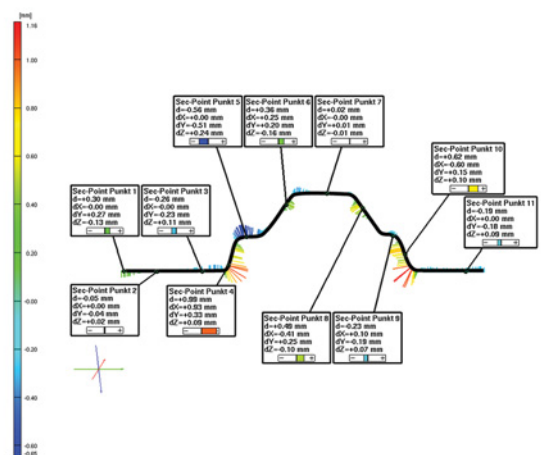 [mm]
1.16
0.80
0.60
0.40
0.20
-0.00
-0.20
-0.40
-0.60
-0.65
Sec-Point Punkt 5
d=-0.56 mm
dX=+0.00 mm
dY=-0.51 mm
dZ=+0.24 mm
- +
Sec-Point Punkt 6
d=+0.36 mm
dX=+0.25 mm
dY=+0.20 mm
dZ=-0.16 mm
- +
Sec-Point Punkt 7
d=+0.02 mm
dX=-0.00 mm
dY=+0.01 mm
dZ=-0.01 mm
- +
Sec-Point Punkt 10
d=+0.62 mm
dX=-0.60 mm
dY=+0.15 mm
dZ=+0.10 mm
- +
Sec-Point Punkt 1
d=+0.30 mm
dX=-0.00 mm
dY=+0.27 mm
dZ=-0.13 mm
- +
Sec-Point Punkt 3
d=-0.26 mm
dX=-0.00 mm
dY=-0.23 mm
dZ=+0.11 mm
- +
Sec-Point Punkt 11
d=-0.19 mm
dX=+0.00 mm
dY=-0.18 mm
dZ=+0.09 mm
- +
Sec-Point Punkt 2
d=-0.05 mm
dX=+0.00 mm
dY=-0.04 mm
dZ=+0.02 mm
- +
Sec-Point Punkt 4
d=+0.99 mm
dX=+0.93 mm
dY=+0.33 mm
dZ=+0.09 mm
- +
Sec-Point Punkt 8
d=+0.49 mm
dX=-0.41 mm
dY=+0.25 mm
dZ=-0.10 mm
- +
Sec-Point Punkt 9
d=-0.23 mm
dX=+0.10 mm
dY=-0.19 mm
dZ=+0.07 mm
- +